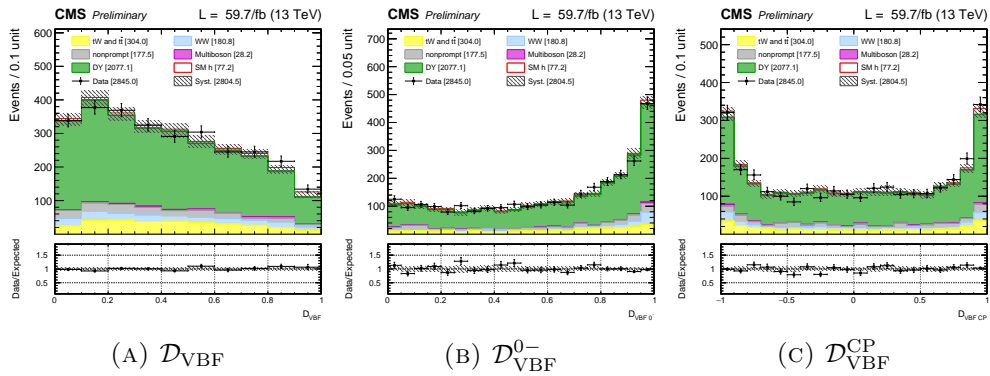 CMS Preliminary L = 59.7/fb (13 TeV)
Events / 0.1 unit
600
500
400
300
200
100
tW and tt̄ [304.0] WW [180.8]
nonprompt [177.5] Multiboson [28.2]
DY [2077.1] SM h [77.2]
Data [2845.0] Syst. [2804.5]
Data/Expected
1.5
1
0.5
0 0.2 0.4 0.6 0.8 1
D_VBF
(A) 𝒟_VBF
CMS Preliminary L = 59.7/fb (13 TeV)
Events / 0.05 unit
700
600
500
400
300
200
100
tW and tt̄ [304.0] WW [180.8]
nonprompt [177.5] Multiboson [28.2]
DY [2077.1] SM h [77.2]
Data [2845.0] Syst. [2804.5]
Data/Expected
1.5
1
0.5
0 0.2 0.4 0.6 0.8 1
D_VBF 0⁻
(B) 𝒟_VBF^0−
CMS Preliminary L = 59.7/fb (13 TeV)
Events / 0.1 unit
500
400
300
200
100
tW and tt̄ [304.0] WW [180.8]
nonprompt [177.5] Multiboson [28.2]
DY [2077.1] SM h [77.2]
Data [2845.0] Syst. [2804.5]
Data/Expected
1.5
1
0.5
−1 −0.5 0 0.5 1
D_VBF CP
(C) 𝒟_VBF^CP